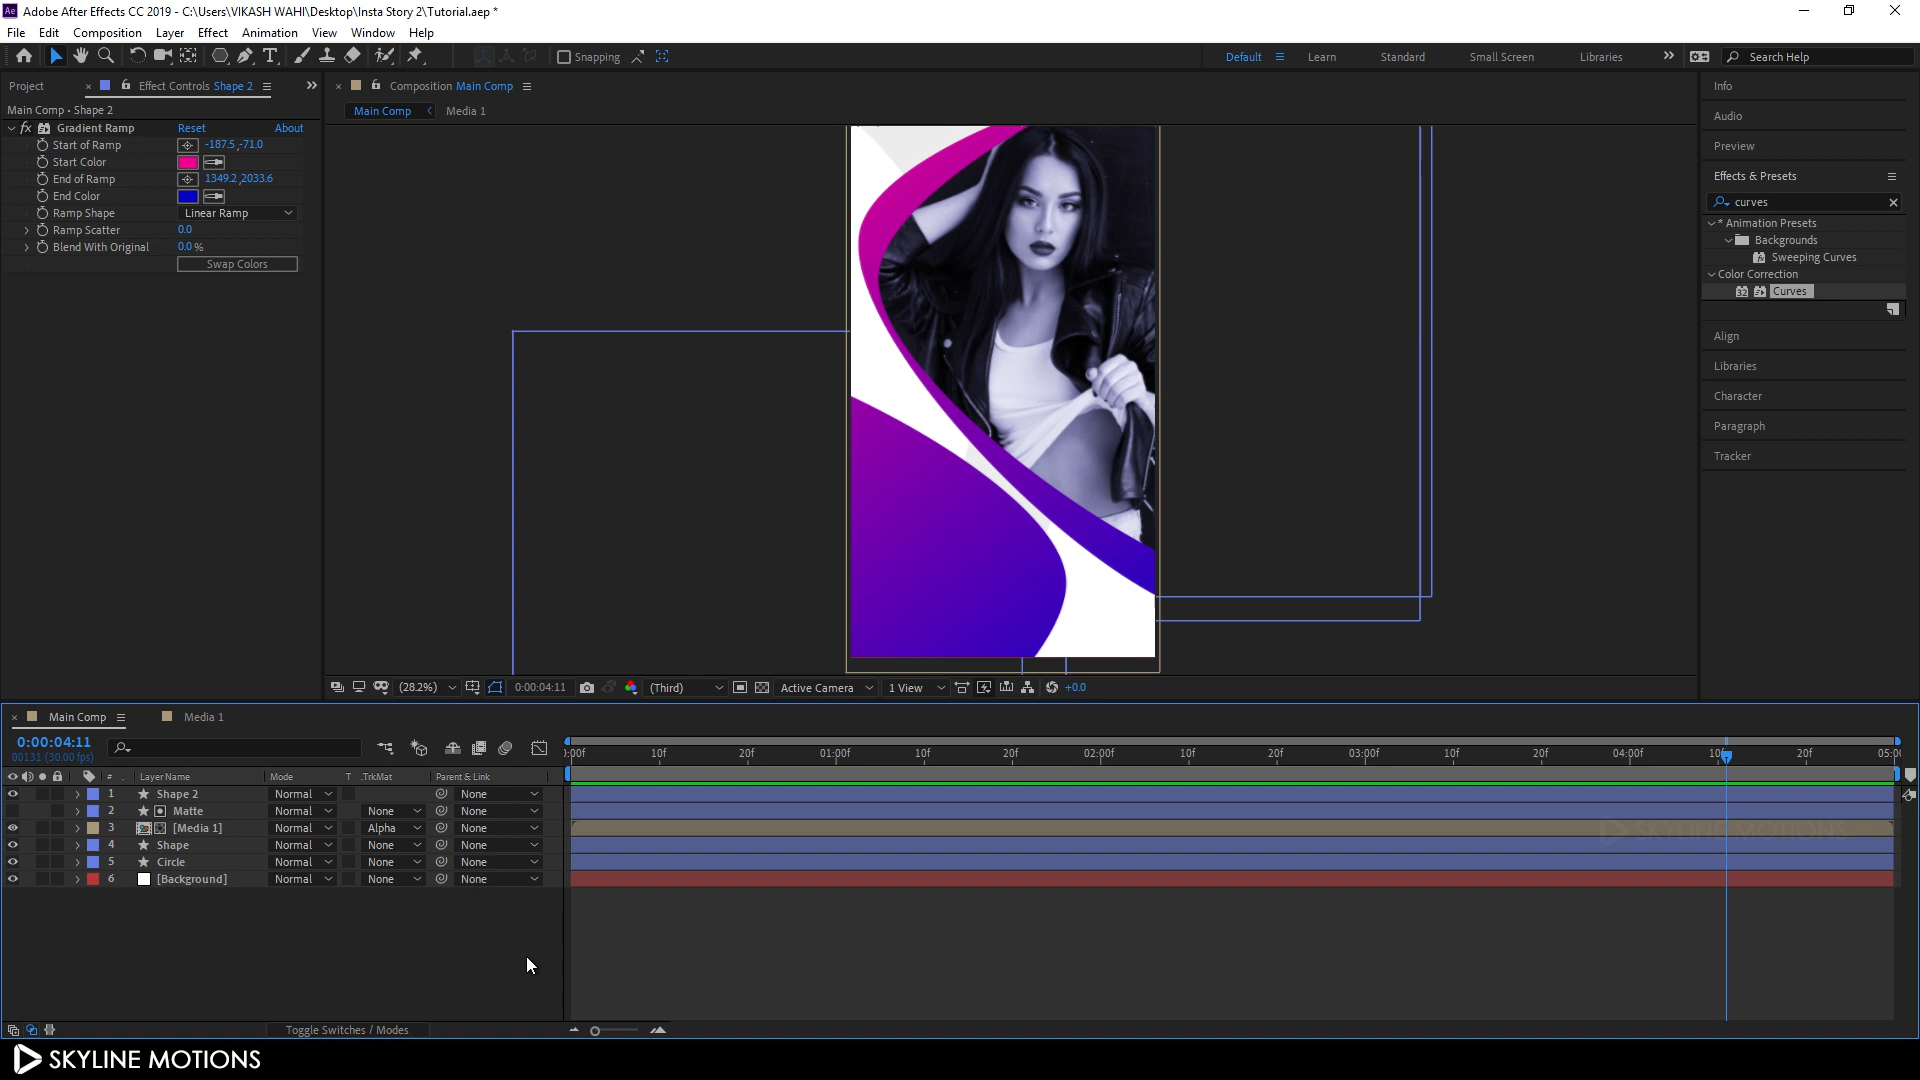 Adobe After Effects CC 2019 - C:\Users\VIKASH WAHI\Desktop\Insta Story 2\Tutorial.aep *
File Edit Composition Layer Effect Animation View Window Help
Snapping Default Learn Standard Small Screen Libraries Search Help
Project Effect Controls Shape 2 Composition Main Comp
Main Comp • Shape 2
Main Comp Media 1
fx Gradient Ramp Reset About
Start of Ramp -187.5,-71.0
Start Color
End of Ramp 1349.2,2033.6
End Color
Ramp Shape Linear Ramp
Ramp Scatter 0.0
Blend With Original 0.0 %
Swap Colors
Info
Audio
Preview
Effects & Presets
curves
* Animation Presets
Backgrounds
Sweeping Curves
Color Correction
Curves
Align
Libraries
Character
Paragraph
Tracker
(28.2%) 0:00:04:11 (Third) Active Camera 1 View +0.0
Main Comp Media 1
0:00:04:11
00131 (30.00 fps)
:00f 10f 20f 01:00f 10f 20f 02:00f 10f 20f 03:00f 10f 20f 04:00f 10f 20f 05:00
# Layer Name Mode T .TrkMat Parent & Link
1 Shape 2 Normal None
2 Matte Normal None None
3 [Media 1] Normal Alpha None
4 Shape Normal None None
5 Circle Normal None None
6 [Background] Normal None None
SKYLINE MOTIONS
Toggle Switches / Modes
SKYLINE MOTIONS